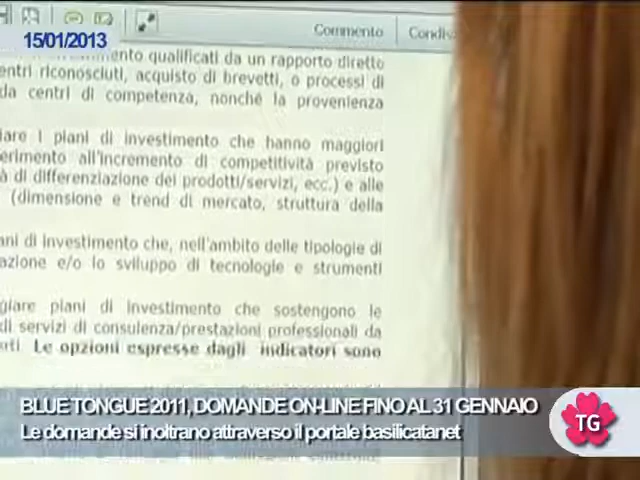 Commento
Condi
15/01/2013
mento qualificati da un rapporto diretto
entri riconosciuti, acquisto di brevetti, o processi di
da centri di competenza, nonché la provenienza
iare i piani di investimento che hanno maggiori
erimento all'incremento di competitività previsto
à di differenziazione dei prodotti/servizi, ecc.) e alle
(dimensione e trend di mercato, struttura della
ani di investimento che, nell'ambito delle tipologie di
azione e/o lo sviluppo di tecnologie e strumenti
giare piani di investimento che sostengono le
di servizi di consulenza/prestazioni professionali da
Le opzioni espresse dagli indicatori sono
BLUE TONGUE 2011, DOMANDE ON-LINE FINO AL 31 GENNAIO
Le domande si inoltrano attraverso il portale basilicatanet
TG